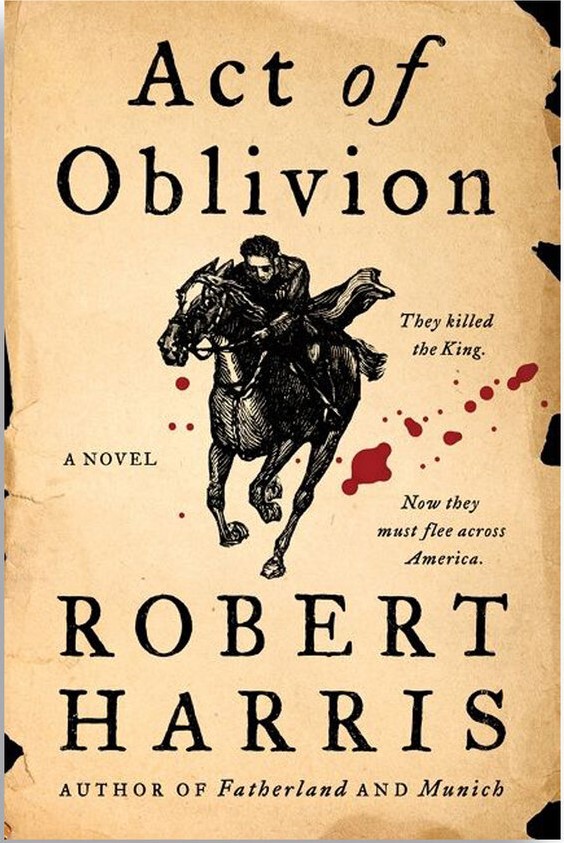 Act of
Oblivion
They killed
the King.
A NOVEL
Now they
must flee across
America.
ROBERT
HARRIS
AUTHOR OF Fatherland AND Munich